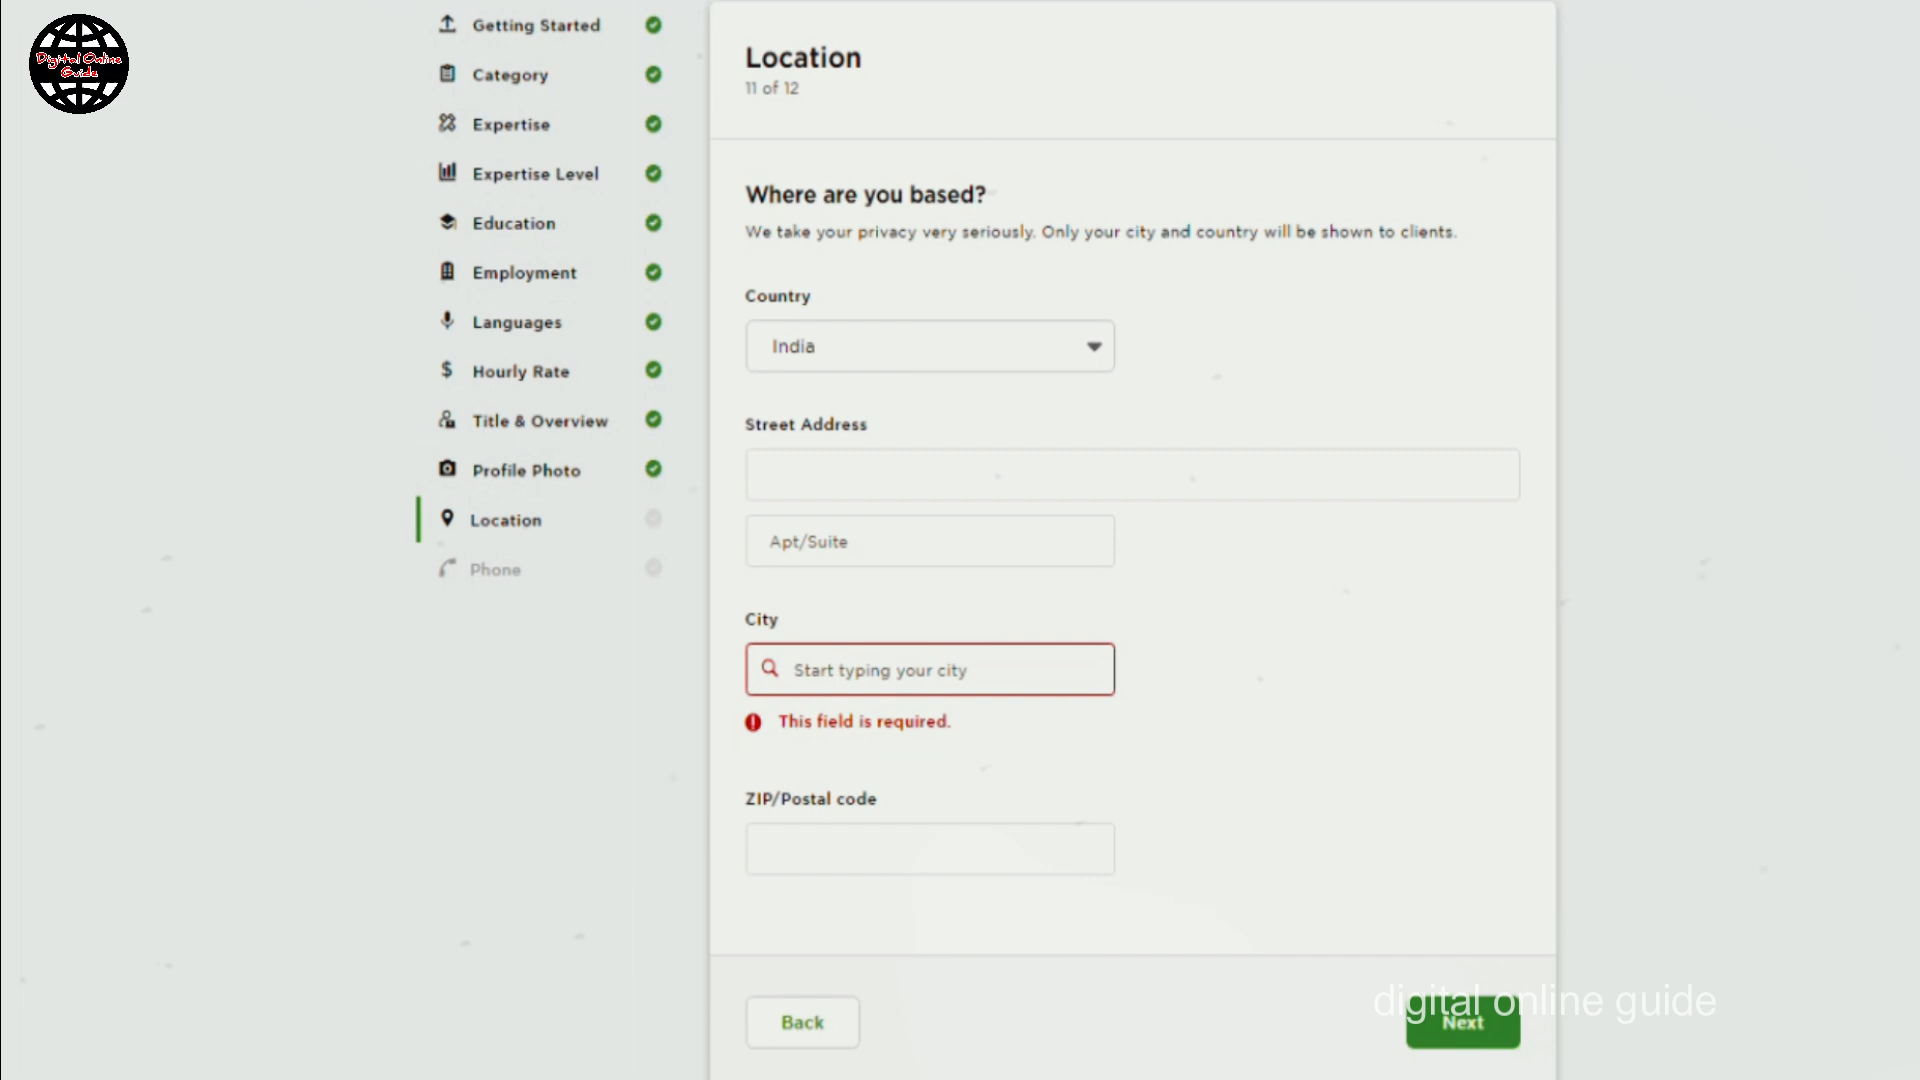 Digital Online
Guide
Getting Started
Category
Expertise
Expertise Level
Education
Employment
Languages
Hourly Rate
Title & Overview
Profile Photo
Location
Phone
Location
11 of 12
Where are you based?
We take your privacy very seriously. Only your city and country will be shown to clients.
Country
India
Street Address
Apt/Suite
City
Start typing your city
This field is required.
ZIP/Postal code
Back
Next
digital online guide